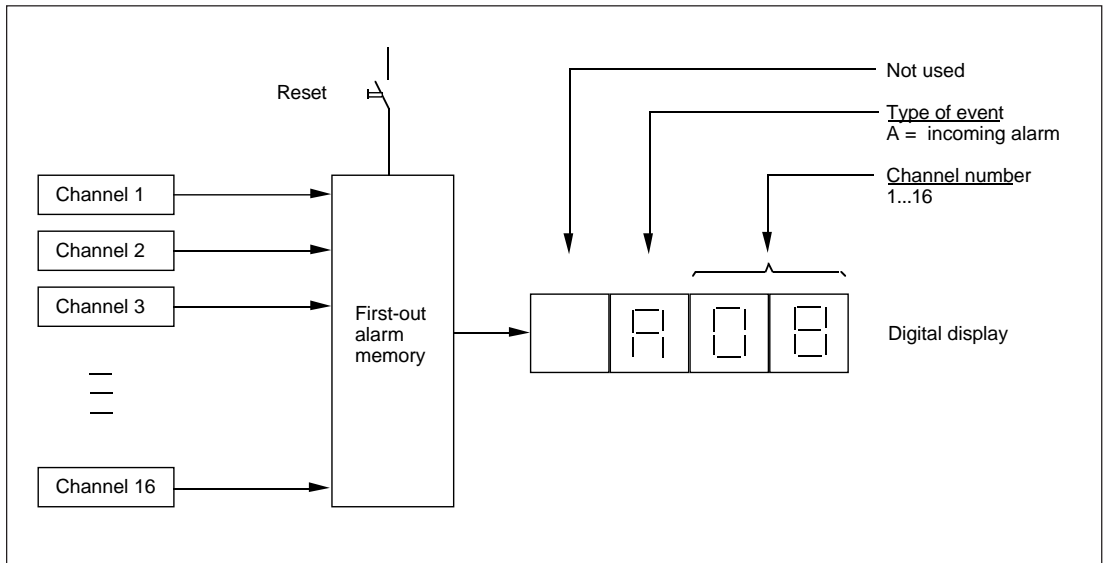 Not used
Reset
Type of event
A = incoming alarm
Channel number
1...16
Channel 1
Channel 2
Channel 3
Channel 16
First-out
alarm
memory
A 0 8
Digital display